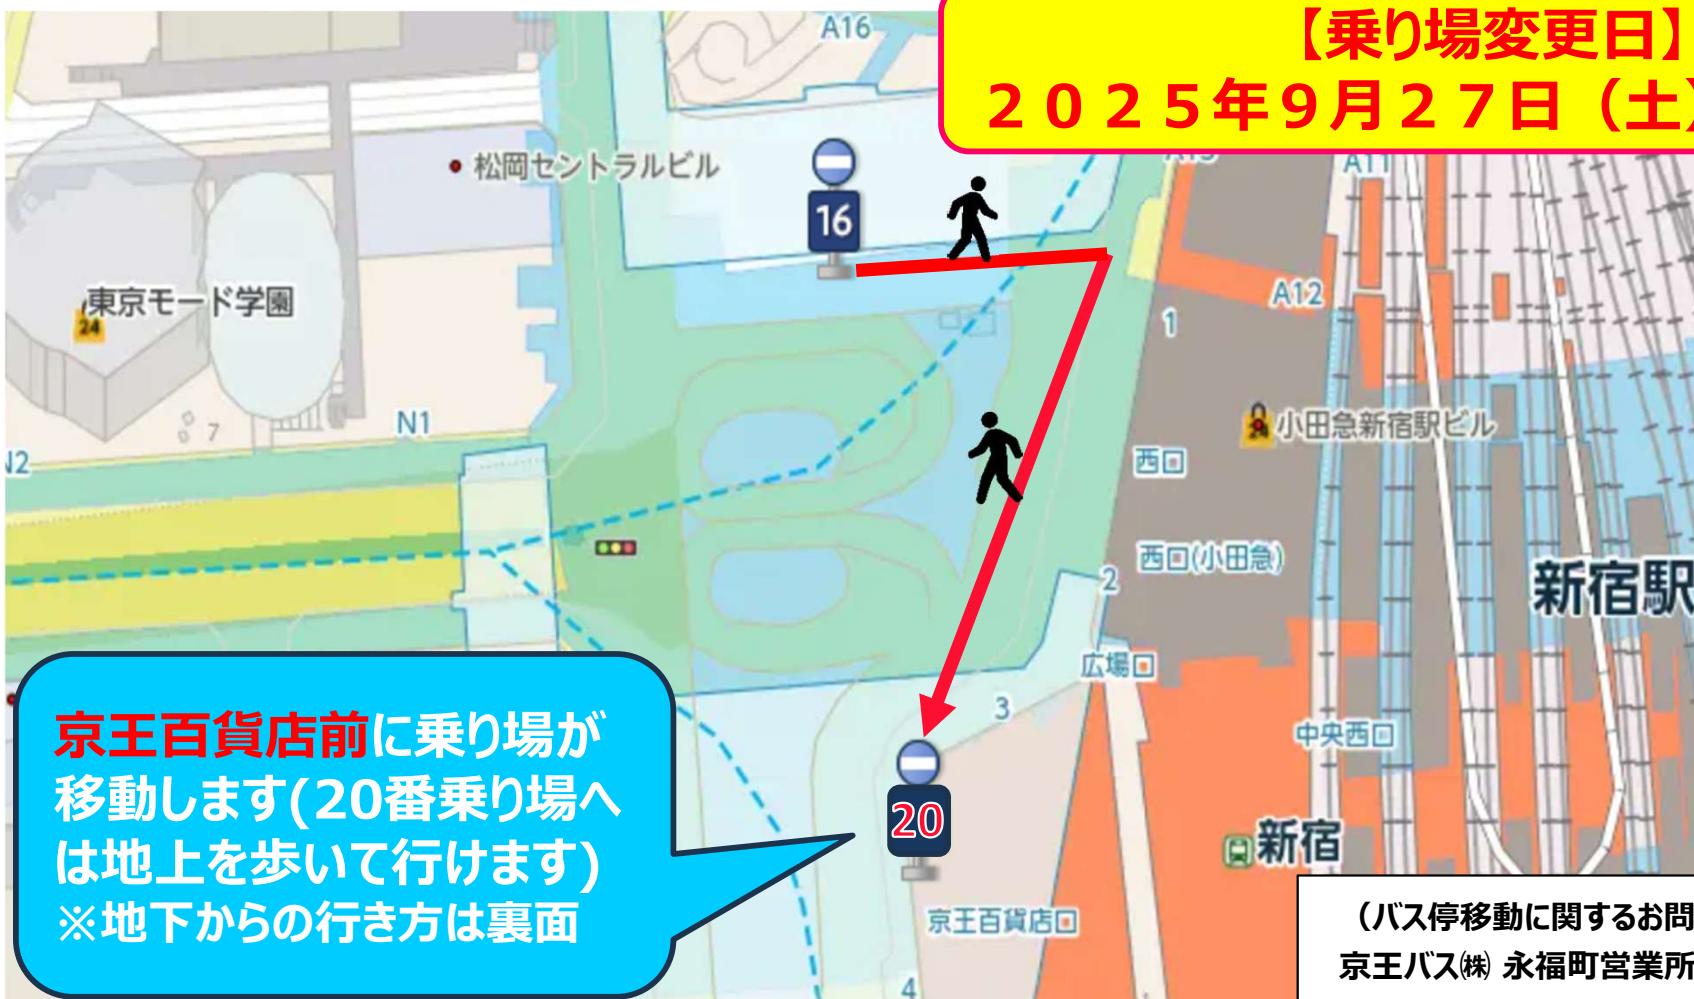 【乗り場変更日】
２０２５年９月２７日（土）
A16
松岡セントラルビル
16
A11
A12
1
東京モード学園
24
7
N1
小田急新宿駅ビル
西口
西口(小田急)
2
新宿駅
広場口
3
中央西口
京王百貨店前に乗り場が
移動します(20番乗り場へ
は地上を歩いて行けます)
※地下からの行き方は裏面
20
新宿
京王百貨店口
4
（バス停移動に関するお問
京王バス㈱ 永福町営業所